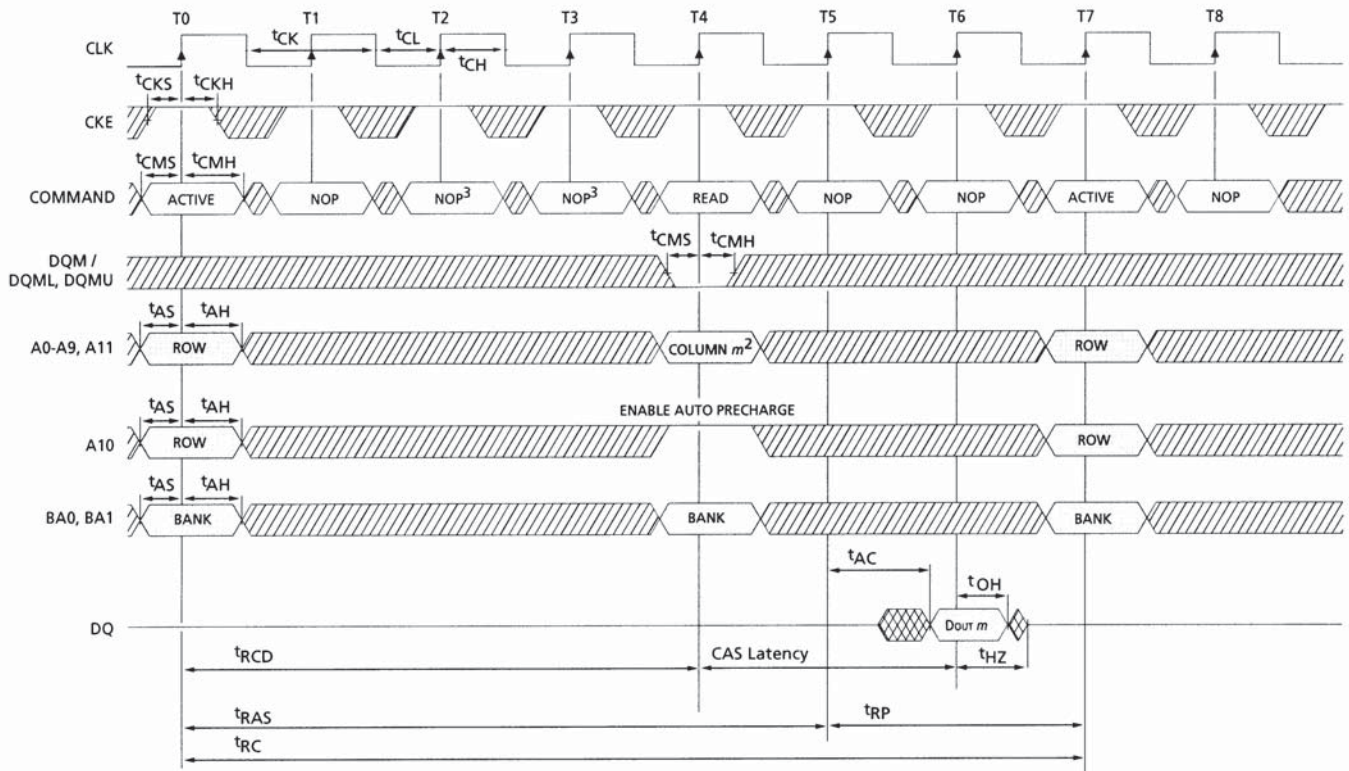 T0 T1 T2 T3 T4 T5 T6 T7 T8
CLK tCK tCL tCH
tCKS tCKH
CKE
tCMS tCMH
COMMAND ACTIVE NOP NOP3 NOP3 READ NOP NOP ACTIVE NOP
tCMS tCMH
DQM /
DQML, DQMU
tAS tAH
A0-A9, A11 ROW COLUMN m2 ROW
ENABLE AUTO PRECHARGE
tAS tAH
A10 ROW ROW
tAS tAH
BA0, BA1 BANK BANK BANK
tAC
tOH
DQ DOUT m
tRCD CAS Latency tHZ
tRAS tRP
tRC